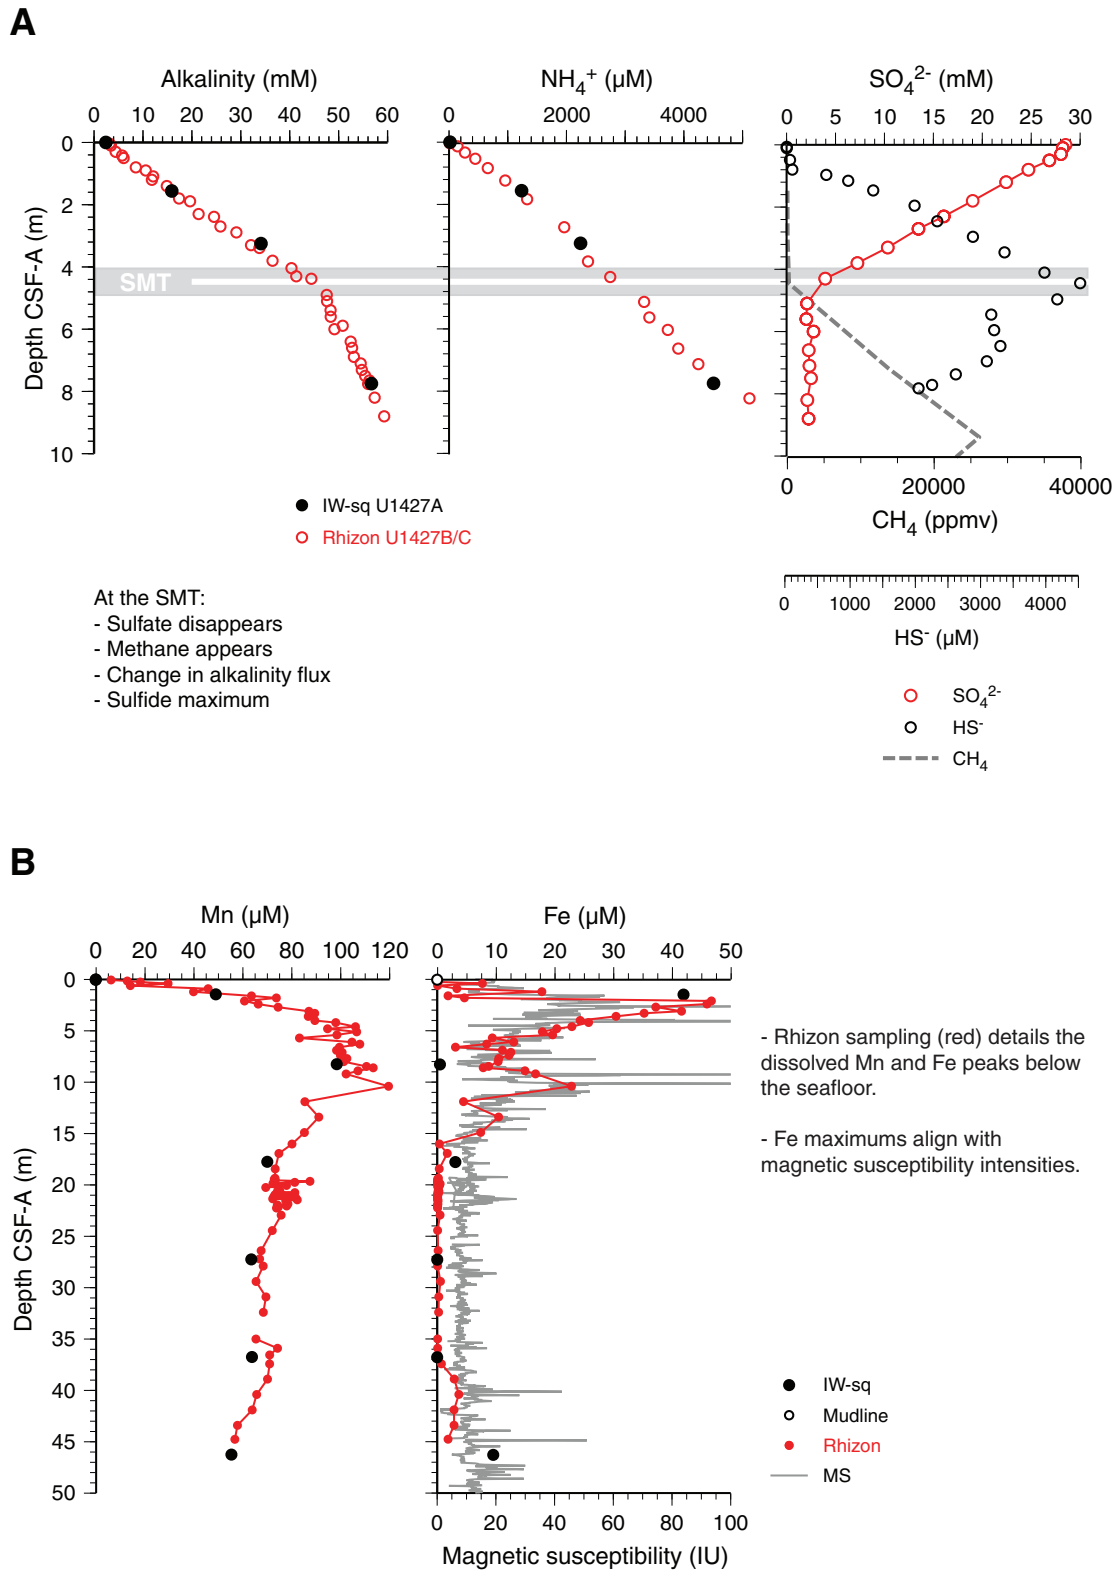 A
Alkalinity (mM)
NH4+ (µM)
SO42- (mM)
0 10 20 30 40 50 60
0 2000 4000
0 5 10 15 20 25 30
0
2
4
6
8
10
Depth CSF-A (m)
SMT
0 20000 40000
CH4 (ppmv)
IW-sq U1427A
Rhizon U1427B/C
0 1000 2000 3000 4000
HS- (µM)
At the SMT:
- Sulfate disappears
- Methane appears
- Change in alkalinity flux
- Sulfide maximum
SO42-
HS-
CH4
B
Mn (µM)
Fe (µM)
0 20 40 60 80 100 120
0 10 20 30 40 50
0
5
10
15
20
25
30
35
40
45
50
Depth CSF-A (m)
- Rhizon sampling (red) details the
dissolved Mn and Fe peaks below
the seafloor.
- Fe maximums align with
magnetic susceptibility intensities.
IW-sq
Mudline
Rhizon
MS
0 20 40 60 80 100
Magnetic susceptibility (IU)